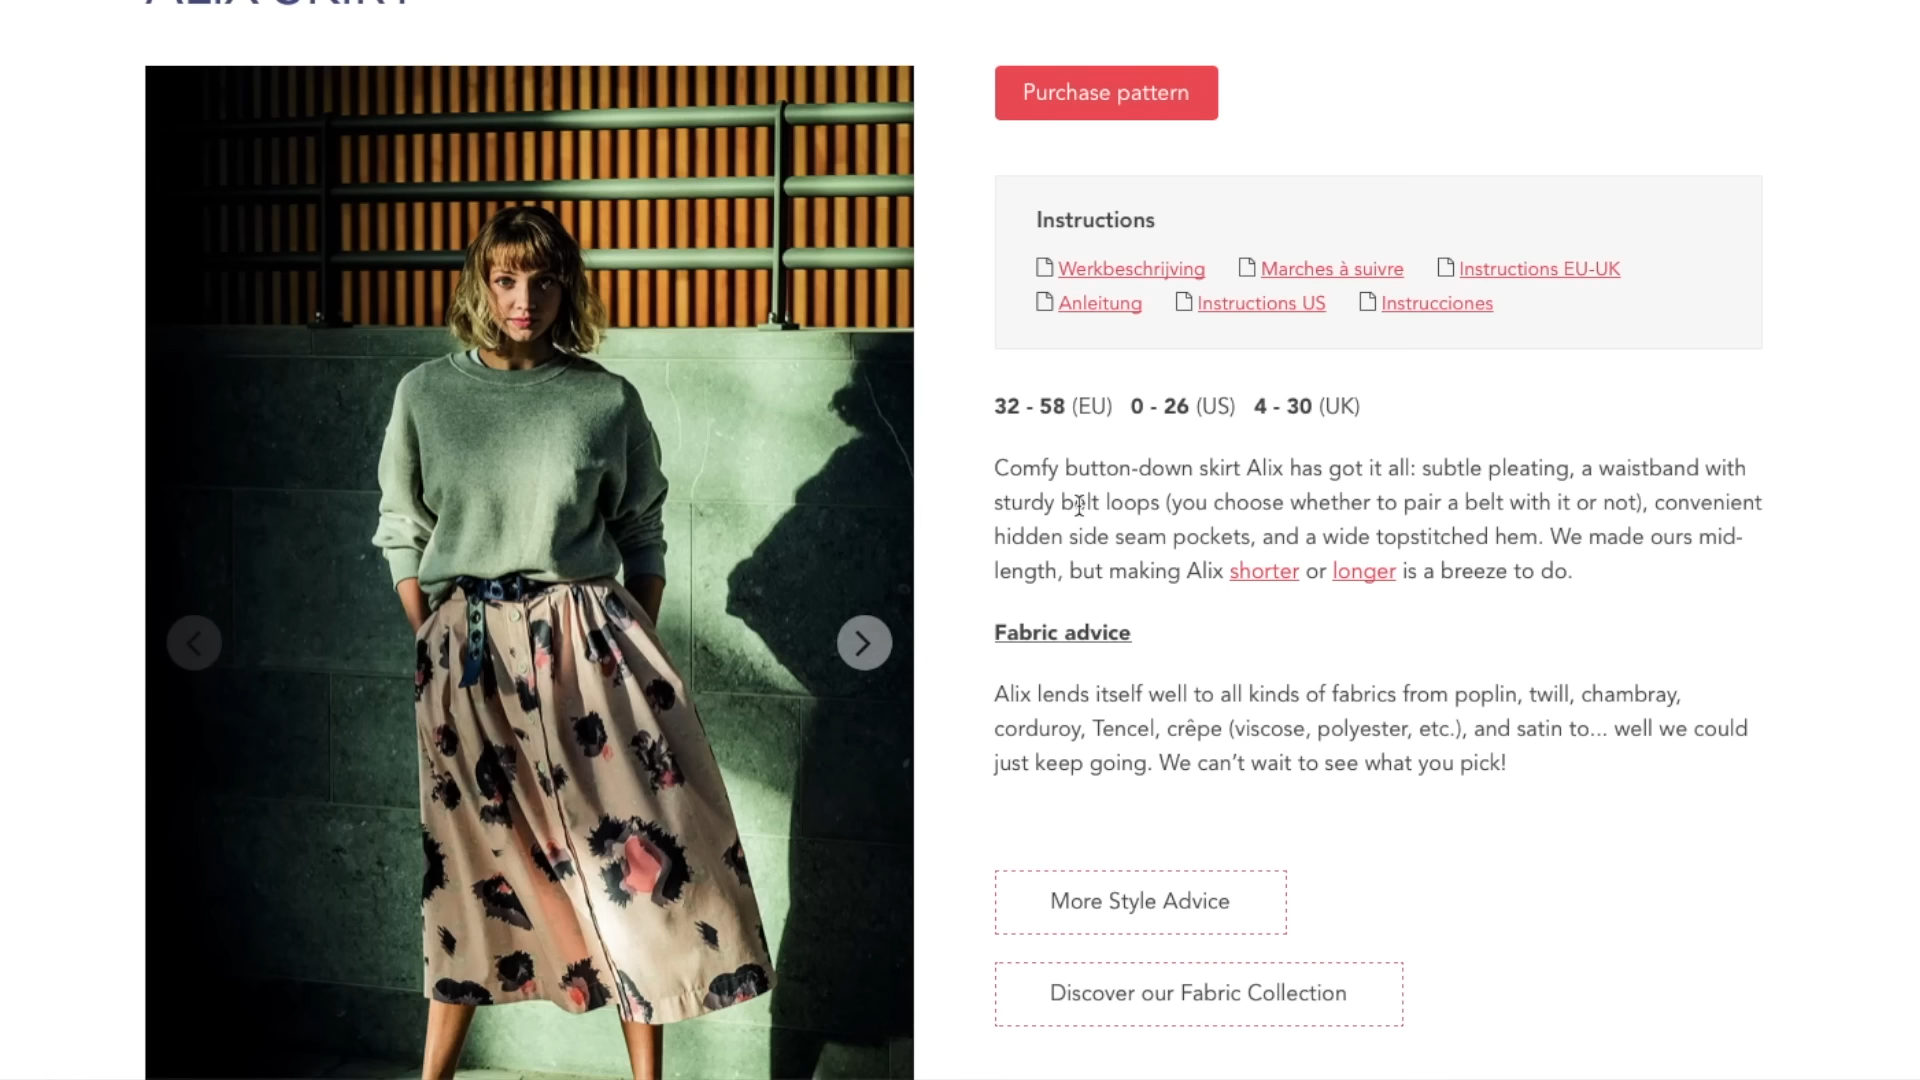 ALIX SKIRT
Purchase pattern
Instructions
Werkbeschrijving Marches à suivre Instructions EU-UK
Anleitung Instructions US Instrucciones
32 - 58 (EU) 0 - 26 (US) 4 - 30 (UK)
Comfy button-down skirt Alix has got it all: subtle pleating, a waistband with
sturdy belt loops (you choose whether to pair a belt with it or not), convenient
hidden side seam pockets, and a wide topstitched hem. We made ours mid-
length, but making Alix shorter or longer is a breeze to do.
Fabric advice
Alix lends itself well to all kinds of fabrics from poplin, twill, chambray,
corduroy, Tencel, crêpe (viscose, polyester, etc.), and satin to... well we could
just keep going. We can’t wait to see what you pick!
More Style Advice
Discover our Fabric Collection